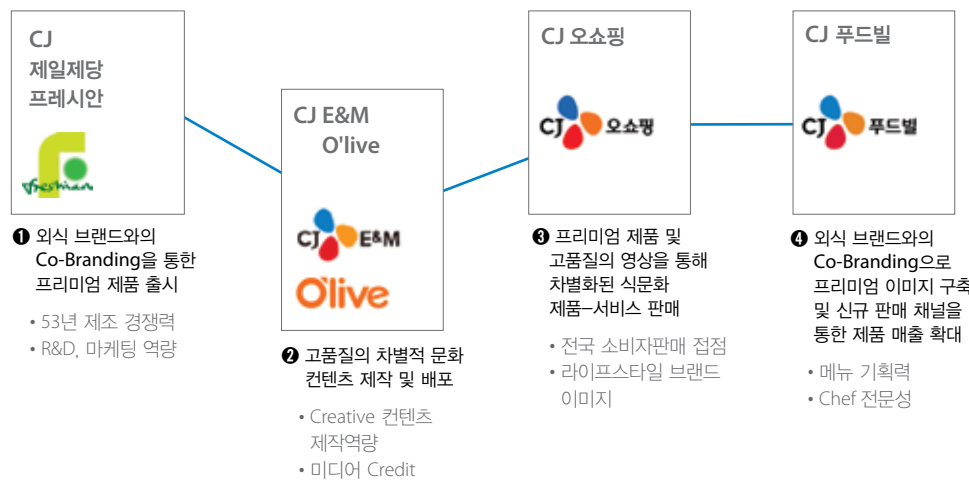 CJ
제일제당
프레시안
freshian
❶ 외식 브랜드와의
Co-Branding을 통한
프리미엄 제품 출시
• 53년 제조 경쟁력
• R&D, 마케팅 역량
CJ E&M
O'live
CJ E&M
O'live
❷ 고품질의 차별적 문화
컨텐츠 제작 및 배포
• Creative 컨텐츠
제작역량
• 미디어 Credit
CJ 오쇼핑
CJ 오쇼핑
❸ 프리미엄 제품 및
고품질의 영상을 통해
차별화된 식문화
제품–서비스 판매
• 전국 소비자판매 접점
• 라이프스타일 브랜드
이미지
CJ 푸드빌
CJ 푸드빌
❹ 외식 브랜드와의
Co-Branding으로
프리미엄 이미지 구축
및 신규 판매 채널을
통한 제품 매출 확대
• 메뉴 기획력
• Chef 전문성